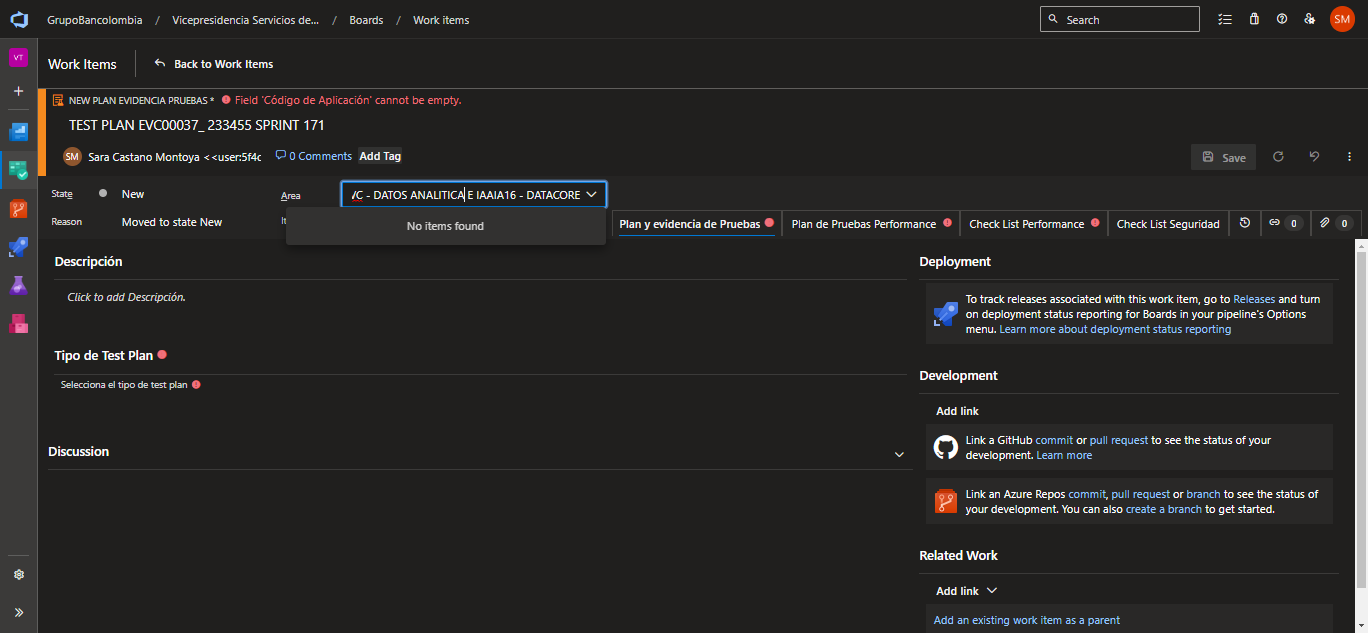 GrupoBancolombia / Vicepresidencia Servicios de... / Boards / Work items
Search
SM
VT
Work Items
Back to Work Items
NEW PLAN EVIDENCIA PRUEBAS * Field 'Código de Aplicación' cannot be empty.
TEST PLAN EVC00037_ 233455 SPRINT 171
SM Sara Castano Montoya <<user:5f4c 0 Comments Add Tag
Save
State New
Area VC - DATOS ANALITICA E IAAIA16 - DATACORE
Reason Moved to state New
No items found
Plan y evidencia de Pruebas
Plan de Pruebas Performance
Check List Performance
Check List Seguridad
0
0
Descripción
Click to add Descripción.
Tipo de Test Plan
Selecciona el tipo de test plan
Discussion
Deployment
To track releases associated with this work item, go to Releases and turn
on deployment status reporting for Boards in your pipeline's Options
menu. Learn more about deployment status reporting
Development
Add link
Link a GitHub commit or pull request to see the status of your
development. Learn more
Link an Azure Repos commit, pull request or branch to see the status of
your development. You can also create a branch to get started.
Related Work
Add link
Add an existing work item as a parent